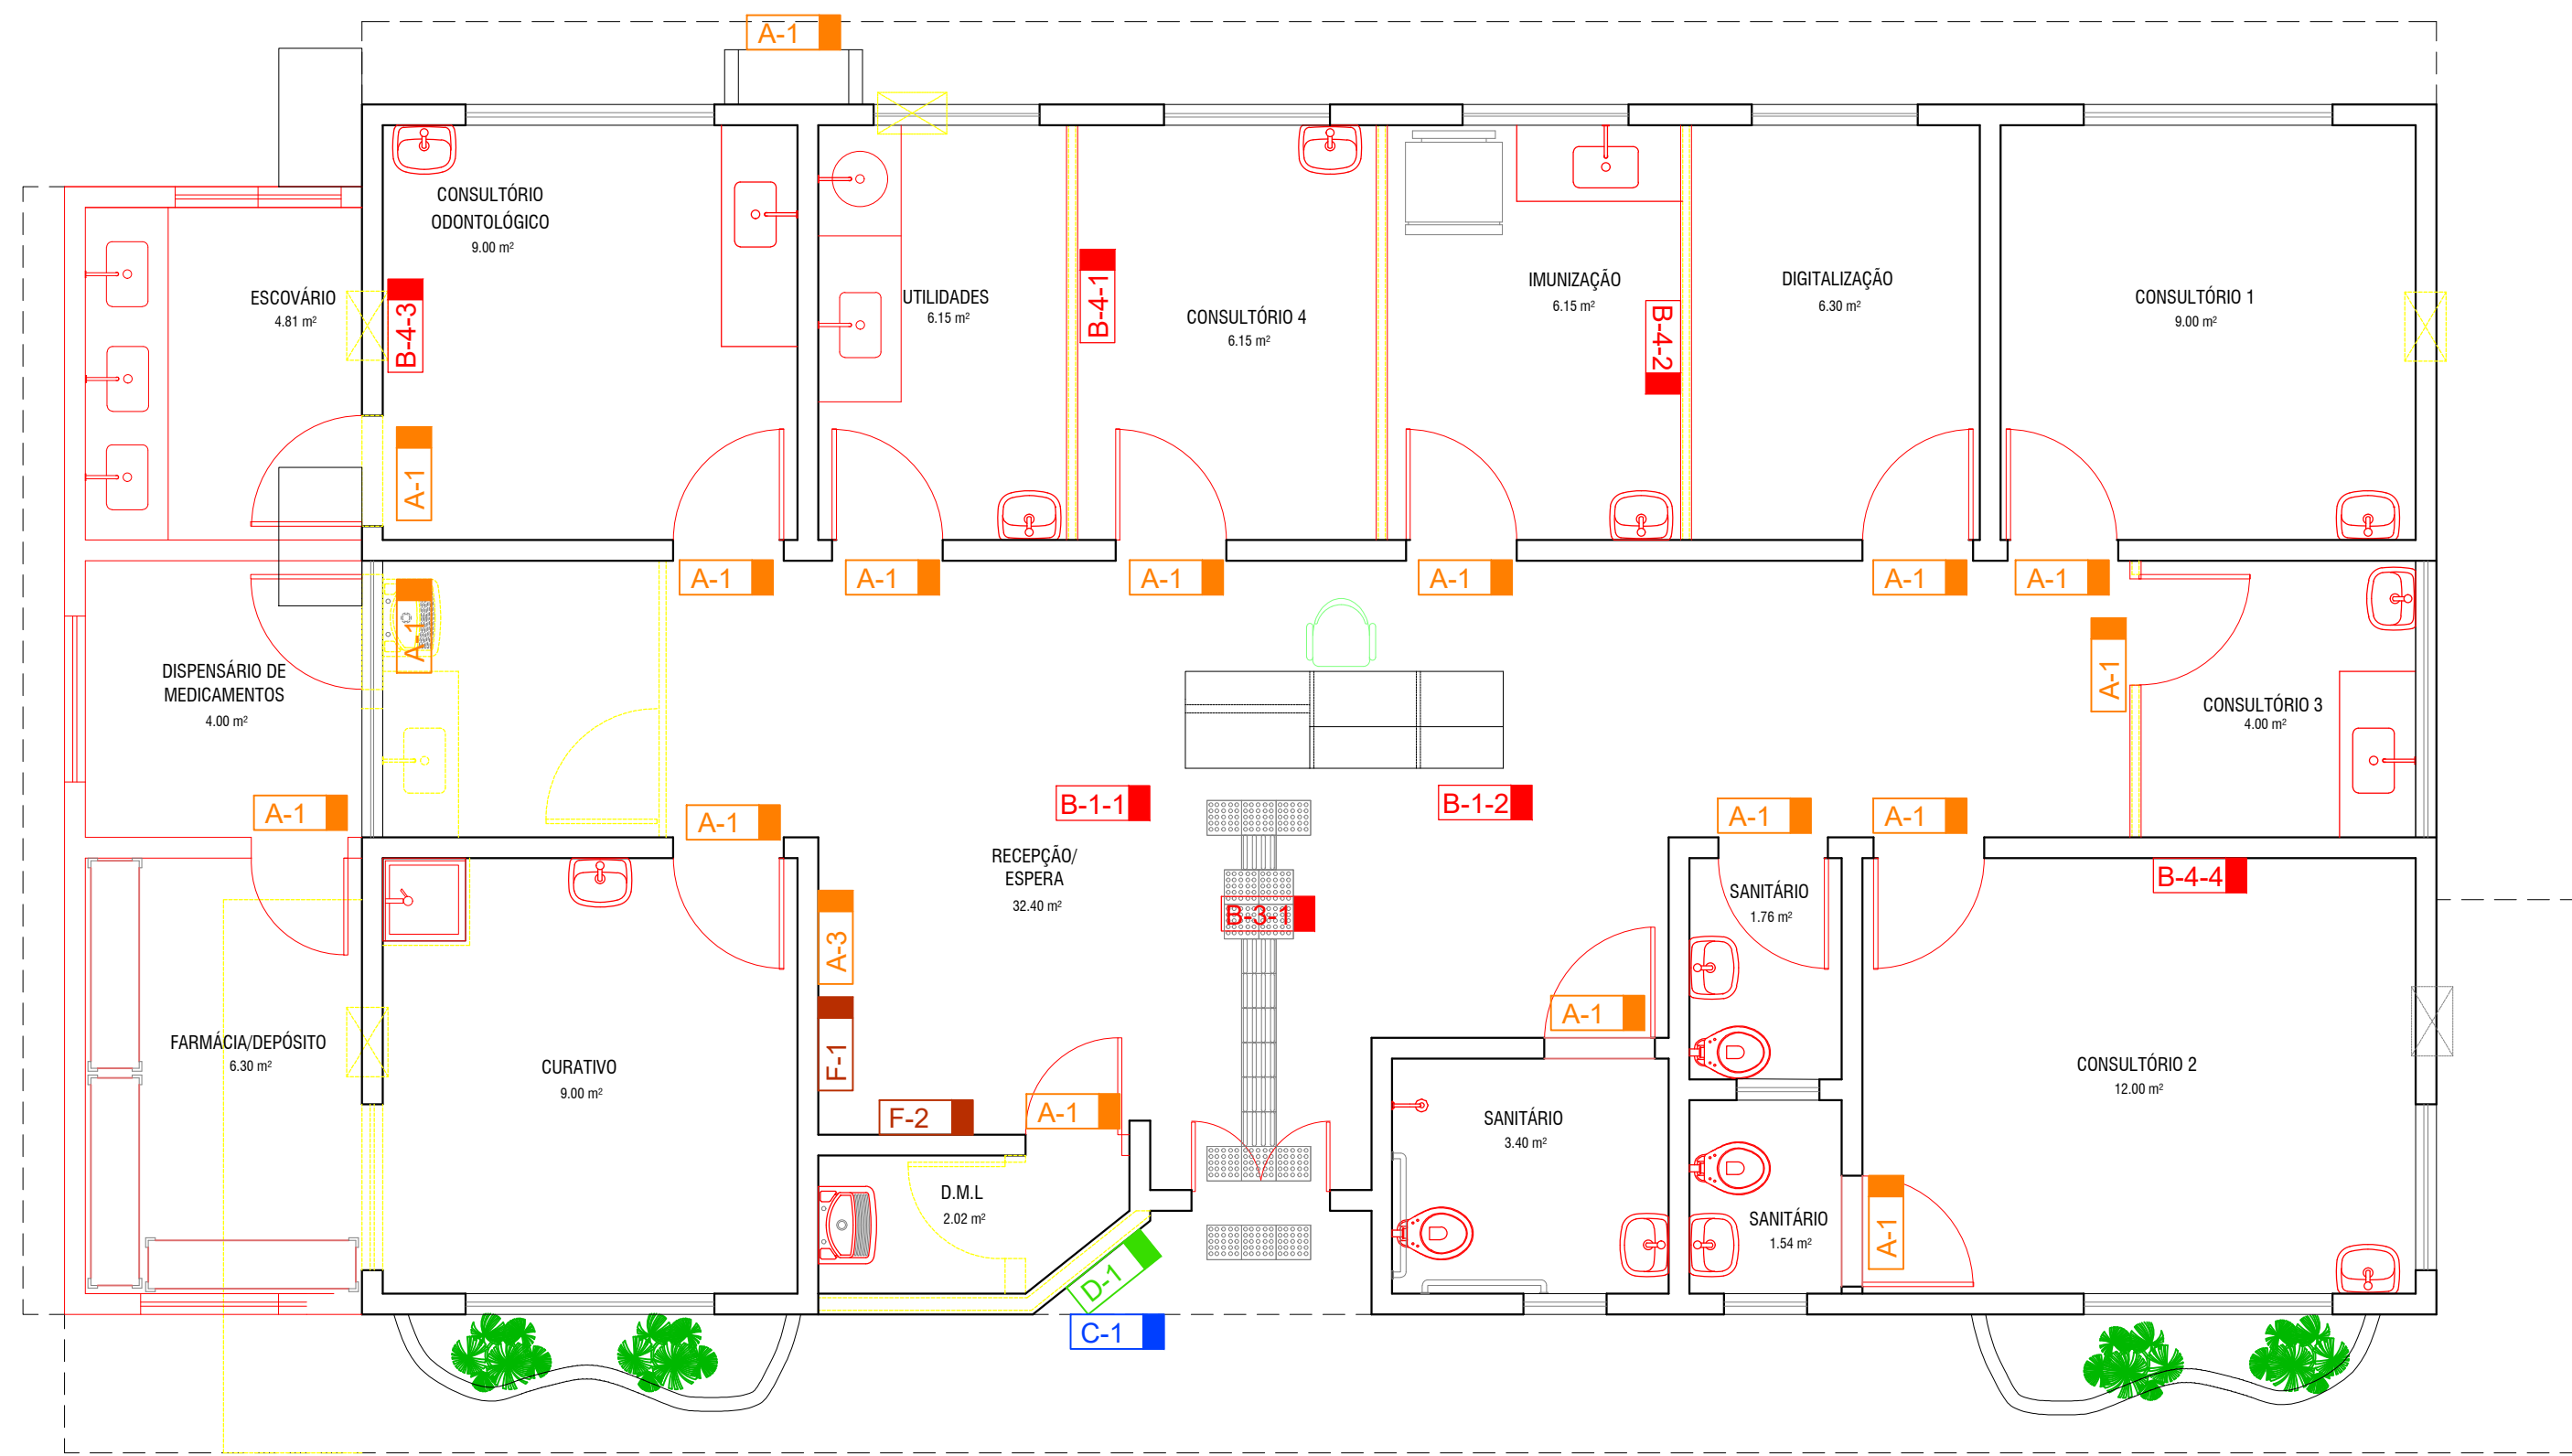 A-1
CONSULTÓRIO
ODONTOLÓGICO
9.00 m²
ESCOVÁRIO
4.81 m²
B-4-3
UTILIDADES
6.15 m²
B-4-1
CONSULTÓRIO 4
6.15 m²
IMUNIZAÇÃO
6.15 m²
B-4-2
DIGITALIZAÇÃO
6.30 m²
CONSULTÓRIO 1
9.00 m²
A-1
A-1
A-1
A-1
A-1
A-1
A-1
A-1
DISPENSÁRIO DE
MEDICAMENTOS
4.00 m²
A-1
CONSULTÓRIO 3
4.00 m²
A-1
A-1
B-1-1
B-1-2
A-1
A-1
RECEPÇÃO/
ESPERA
32.40 m²
B-3-1
SANITÁRIO
1.76 m²
B-4-4
A-3
A-1
FARMÁCIA/DEPÓSITO
6.30 m²
CURATIVO
9.00 m²
F-1
F-2
A-1
SANITÁRIO
3.40 m²
CONSULTÓRIO 2
12.00 m²
D.M.L
2.02 m²
SANITÁRIO
1.54 m²
A-1
D-1
C-1